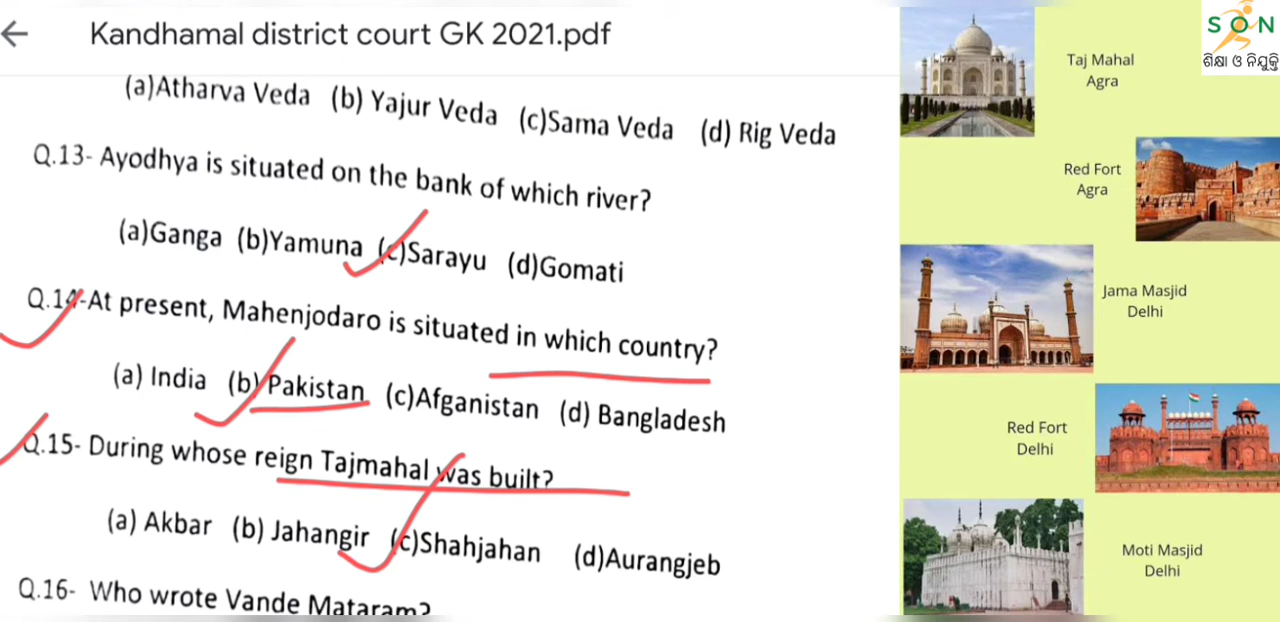 Kandhamal district court GK 2021.pdf
(a)Atharva Veda (b) Yajur Veda (c)Sama Veda (d) Rig Veda
Q.13- Ayodhya is situated on the bank of which river?
(a)Ganga (b)Yamuna (c)Sarayu (d)Gomati
Q.14-At present, Mahenjodaro is situated in which country?
(a) India (b) Pakistan (c)Afganistan (d) Bangladesh
Q.15- During whose reign Tajmahal was built?
(a) Akbar (b) Jahangir (c)Shahjahan (d)Aurangjeb
Q.16- Who wrote Vande Mataram?
SON
ଶିକ୍ଷା ଓ ନିଯୁକ୍ତି
Taj Mahal
Agra
Red Fort
Agra
Jama Masjid
Delhi
Red Fort
Delhi
Moti Masjid
Delhi